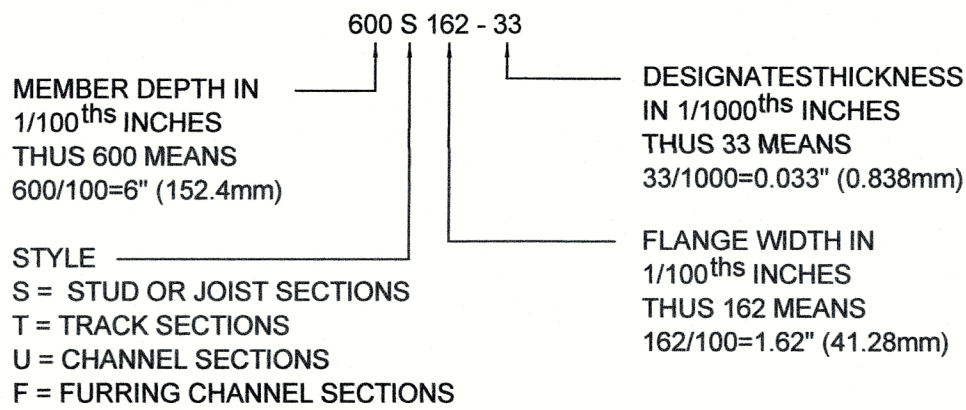 600 S 162 - 33
MEMBER DEPTH IN
1/100ths INCHES
THUS 600 MEANS
600/100=6" (152.4mm)
DESIGNATESTHICKNESS
IN 1/1000ths INCHES
THUS 33 MEANS
33/1000=0.033" (0.838mm)
STYLE
S = STUD OR JOIST SECTIONS
T = TRACK SECTIONS
U = CHANNEL SECTIONS
F = FURRING CHANNEL SECTIONS
FLANGE WIDTH IN
1/100ths INCHES
THUS 162 MEANS
162/100=1.62" (41.28mm)